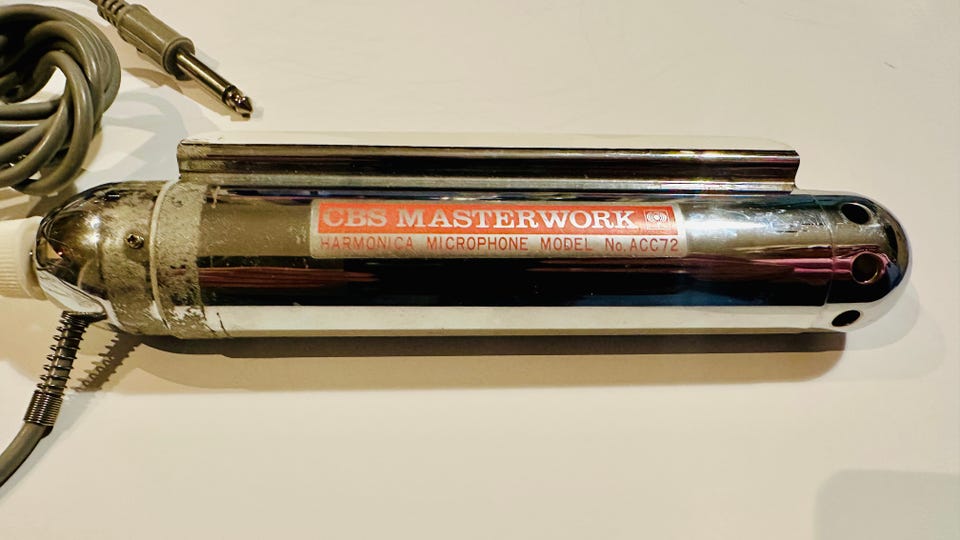 CBS MASTERWORK
HARMONICA MICROPHONE MODEL No. ACC72